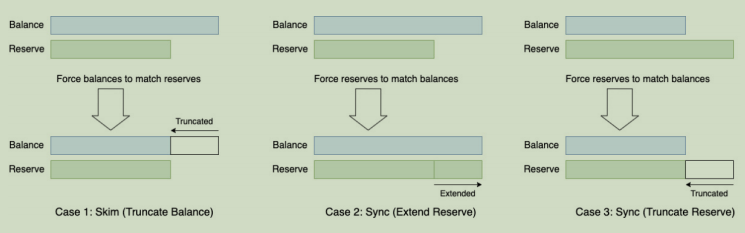 Balance
Reserve
Force balances to match reserves
Truncated
Balance
Reserve
Case 1: Skim (Truncate Balance)
Balance
Reserve
Force reserves to match balances
Balance
Reserve
Extended
Case 2: Sync (Extend Reserve)
Balance
Reserve
Force reserves to match balances
Balance
Reserve
Truncated
Case 3: Sync (Truncate Reserve)